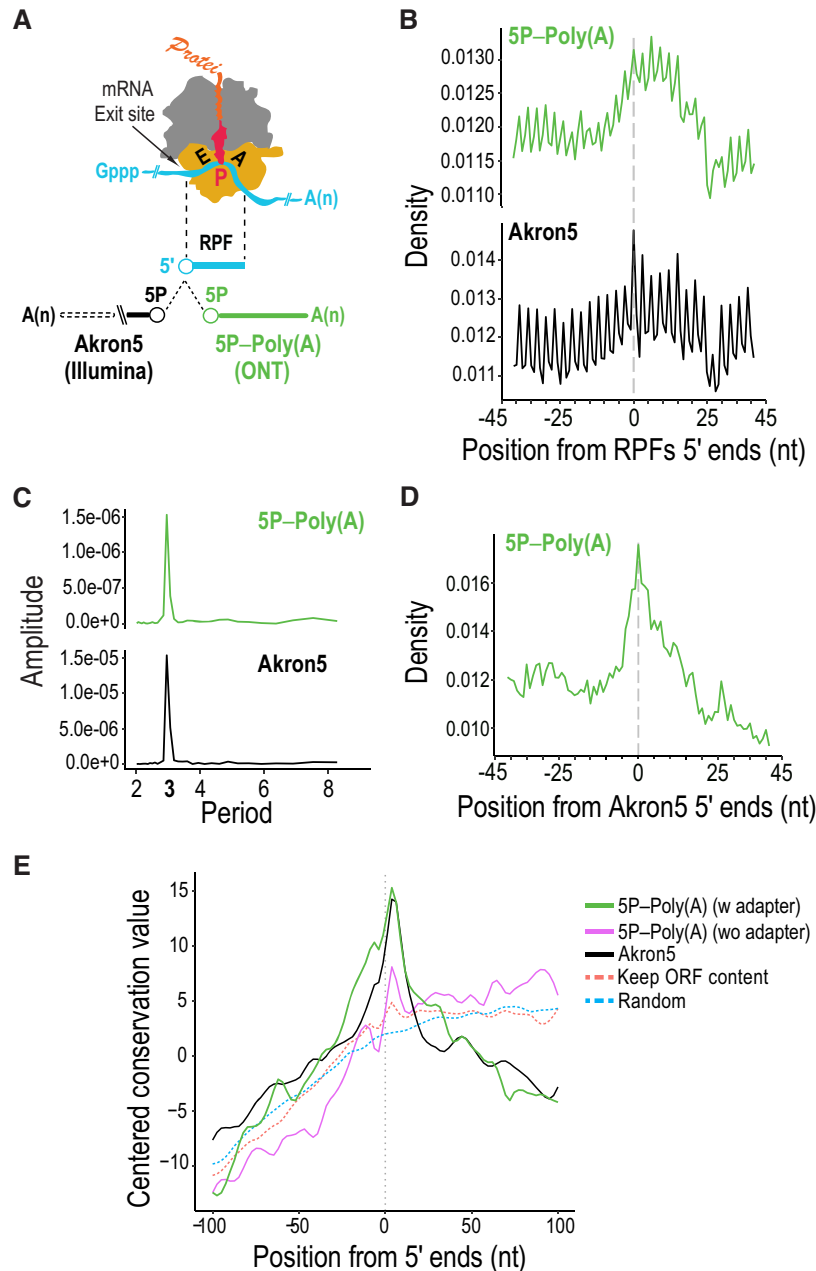 A
Protei
mRNA
Exit site
E
A
P
Gppp
A(n)
RPF
5'
5P
5P
A(n)
A(n)
Akron5
(Illumina)
5P–Poly(A)
(ONT)
B
5P–Poly(A)
0.0130
0.0125
0.0120
0.0115
0.0110
Akron5
0.014
0.013
0.012
0.011
Density
-45
-25
0
25
45
Position from RPFs 5' ends (nt)
C
5P–Poly(A)
1.5e-06
1.0e-06
5.0e-07
0.0e+0
Akron5
1.5e-05
1.0e-05
5.0e-06
0.0e+0
Amplitude
2
3
4
6
8
Period
D
5P–Poly(A)
0.016
0.014
0.012
0.010
Density
-45
-25
0
25
45
Position from Akron5 5' ends (nt)
E
15
10
5
0
−5
−10
Centered conservation value
−100
−50
0
50
100
Position from 5' ends (nt)
5P–Poly(A) (w adapter)
5P–Poly(A) (wo adapter)
Akron5
Keep ORF content
Random